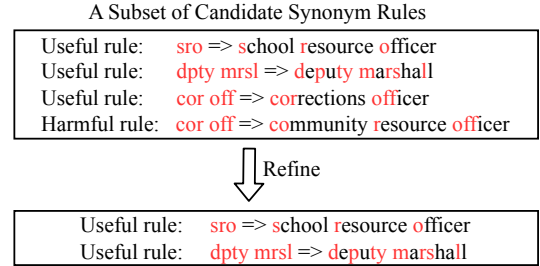 A Subset of Candidate Synonym Rules
Useful rule: sro => school resource officer
Useful rule: dpty mrsl => deputy marshall
Useful rule: cor off => corrections officer
Harmful rule: cor off => community resource officer
Refine
Useful rule: sro => school resource officer
Useful rule: dpty mrsl => deputy marshall